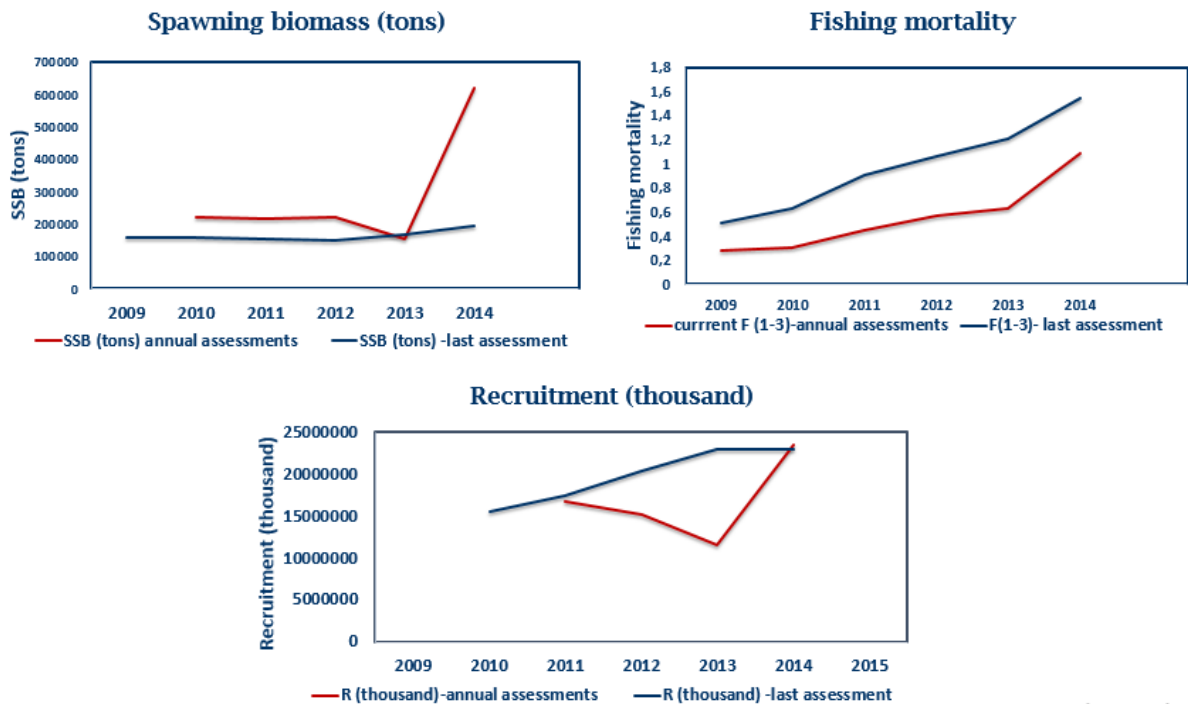 Spawning biomass (tons)
SSB (tons)
700000
600000
500000
400000
300000
200000
100000
0
2009 2010 2011 2012 2013 2014
SSB (tons) annual assessments SSB (tons) -last assessment
Fishing mortality
Fishing mortality
1,8
1,6
1,4
1,2
1
0,8
0,6
0,4
0,2
0
2009 2010 2011 2012 2013 2014
currrent F (1-3)-annual assessments F(1-3)- last assessment
Recruitment (thousand)
Recruitment (thousand)
25000000
20000000
15000000
10000000
5000000
0
2009 2010 2011 2012 2013 2014 2015
R (thousand)-annual assessments R (thousand) -last assessment